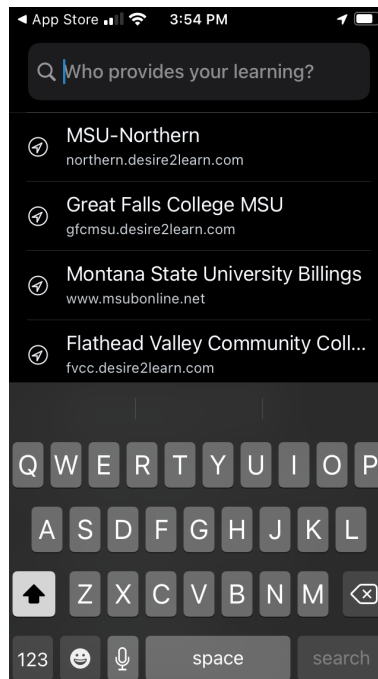 App Store 3:54 PM
Who provides your learning?
MSU-Northern
northern.desire2learn.com
Great Falls College MSU
gfcmsu.desire2learn.com
Montana State University Billings
www.msubonline.net
Flathead Valley Community Coll...
fvcc.desire2learn.com
Q W E R T Y U I O P
A S D F G H J K L
Z X C V B N M
123 space search